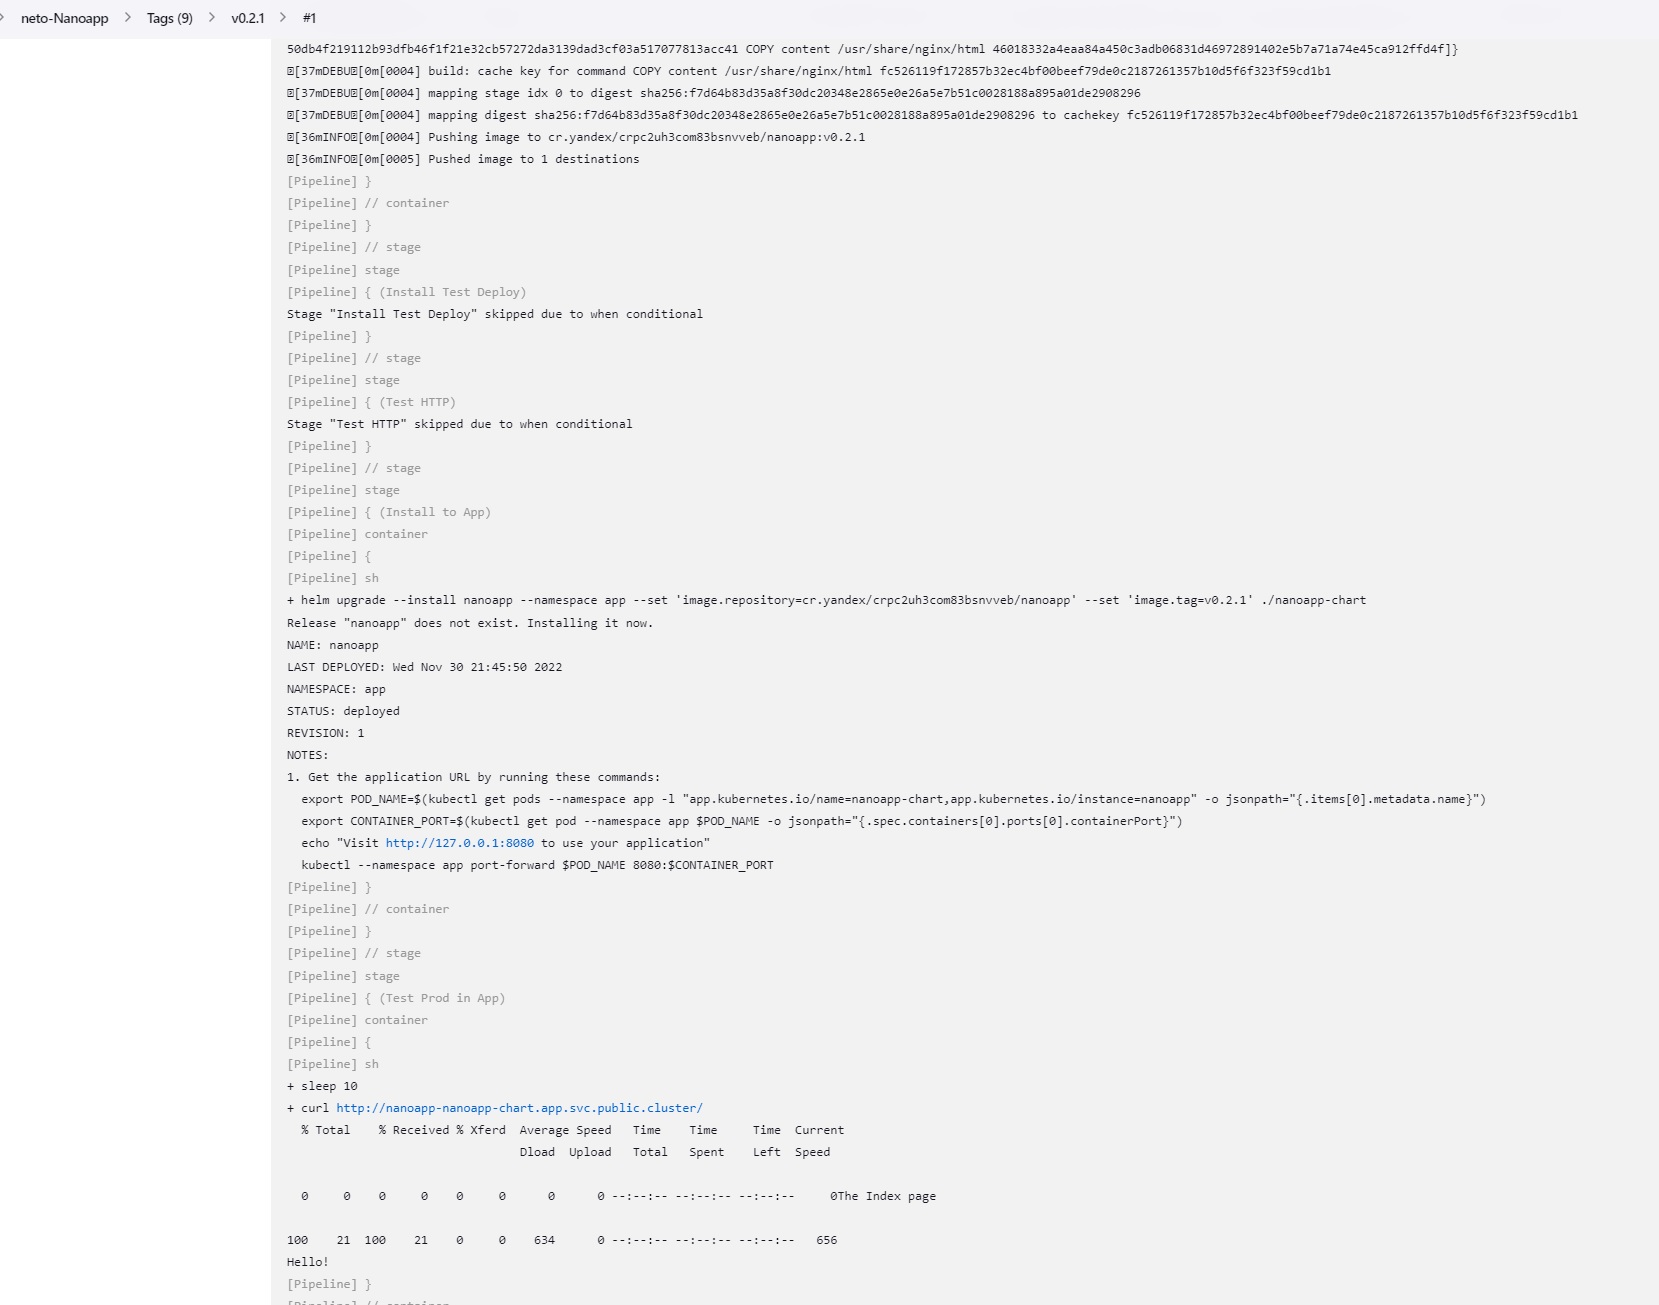 neto-Nanoapp > Tags (9) > v0.2.1 > #1
50db4f219112b93dfb46f1f21e32cb57272da3139dad3cf03a517077813acc41 COPY content /usr/share/nginx/html 46018332a4eaa84a450c3adb06831d46972891402e5b7a71a74e45ca912ffd4f]}
[37mDEBU[0m[0004] build: cache key for command COPY content /usr/share/nginx/html fc526119f172857b32ec4bf00beef79de0c2187261357b10d5f6f323f59cd1b1
[37mDEBU[0m[0004] mapping stage idx 0 to digest sha256:f7d64b83d35a8f30dc20348e2865e0e26a5e7b51c0028188a895a01de2908296
[37mDEBU[0m[0004] mapping digest sha256:f7d64b83d35a8f30dc20348e2865e0e26a5e7b51c0028188a895a01de2908296 to cachekey fc526119f172857b32ec4bf00beef79de0c2187261357b10d5f6f323f59cd1b1
[36mINFO[0m[0004] Pushing image to cr.yandex/crpc2uh3com83bsnvveb/nanoapp:v0.2.1
[36mINFO[0m[0005] Pushed image to 1 destinations
[Pipeline] }
[Pipeline] // container
[Pipeline] }
[Pipeline] // stage
[Pipeline] stage
[Pipeline] { (Install Test Deploy)
Stage "Install Test Deploy" skipped due to when conditional
[Pipeline] }
[Pipeline] // stage
[Pipeline] stage
[Pipeline] { (Test HTTP)
Stage "Test HTTP" skipped due to when conditional
[Pipeline] }
[Pipeline] // stage
[Pipeline] stage
[Pipeline] { (Install to App)
[Pipeline] container
[Pipeline] {
[Pipeline] sh
+ helm upgrade --install nanoapp --namespace app --set 'image.repository=cr.yandex/crpc2uh3com83bsnvveb/nanoapp' --set 'image.tag=v0.2.1' ./nanoapp-chart
Release "nanoapp" does not exist. Installing it now.
NAME: nanoapp
LAST DEPLOYED: Wed Nov 30 21:45:50 2022
NAMESPACE: app
STATUS: deployed
REVISION: 1
NOTES:
1. Get the application URL by running these commands:
export POD_NAME=$(kubectl get pods --namespace app -l "app.kubernetes.io/name=nanoapp-chart,app.kubernetes.io/instance=nanoapp" -o jsonpath="{.items[0].metadata.name}")
export CONTAINER_PORT=$(kubectl get pod --namespace app $POD_NAME -o jsonpath="{.spec.containers[0].ports[0].containerPort}")
echo "Visit http://127.0.0.1:8080 to use your application"
kubectl --namespace app port-forward $POD_NAME 8080:$CONTAINER_PORT
[Pipeline] }
[Pipeline] // container
[Pipeline] }
[Pipeline] // stage
[Pipeline] stage
[Pipeline] { (Test Prod in App)
[Pipeline] container
[Pipeline] {
[Pipeline] sh
+ sleep 10
+ curl http://nanoapp-nanoapp-chart.app.svc.public.cluster/
% Total % Received % Xferd Average Speed Time Time Time Current
Dload Upload Total Spent Left Speed
0 0 0 0 0 0 0 0 --:--:-- --:--:-- --:--:-- 0The Index page
100 21 100 21 0 0 634 0 --:--:-- --:--:-- --:--:-- 656
Hello!
[Pipeline] }
[Pipeline] // container